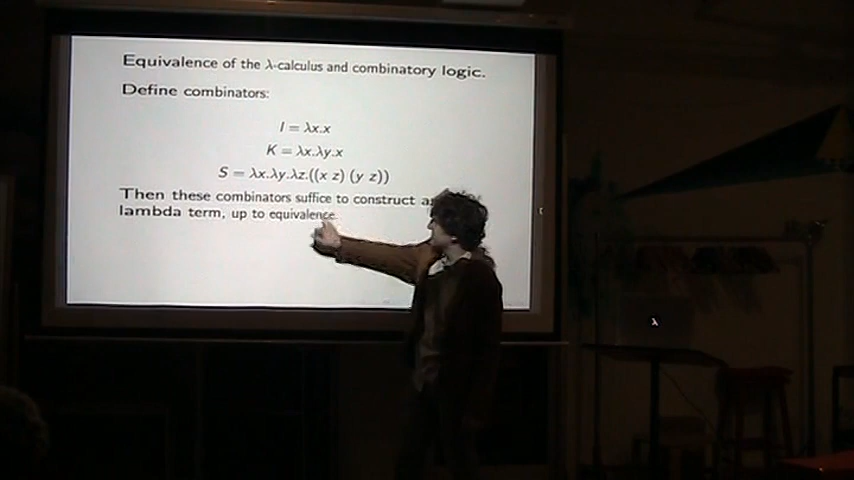 Equivalence of the λ-calculus and combinatory logic.
Define combinators:
I = λx.x
K = λx.λy.x
S = λx.λy.λz.((x z) (y z))
Then these combinators suffice to construct
lambda term, up to equivalence.
λ